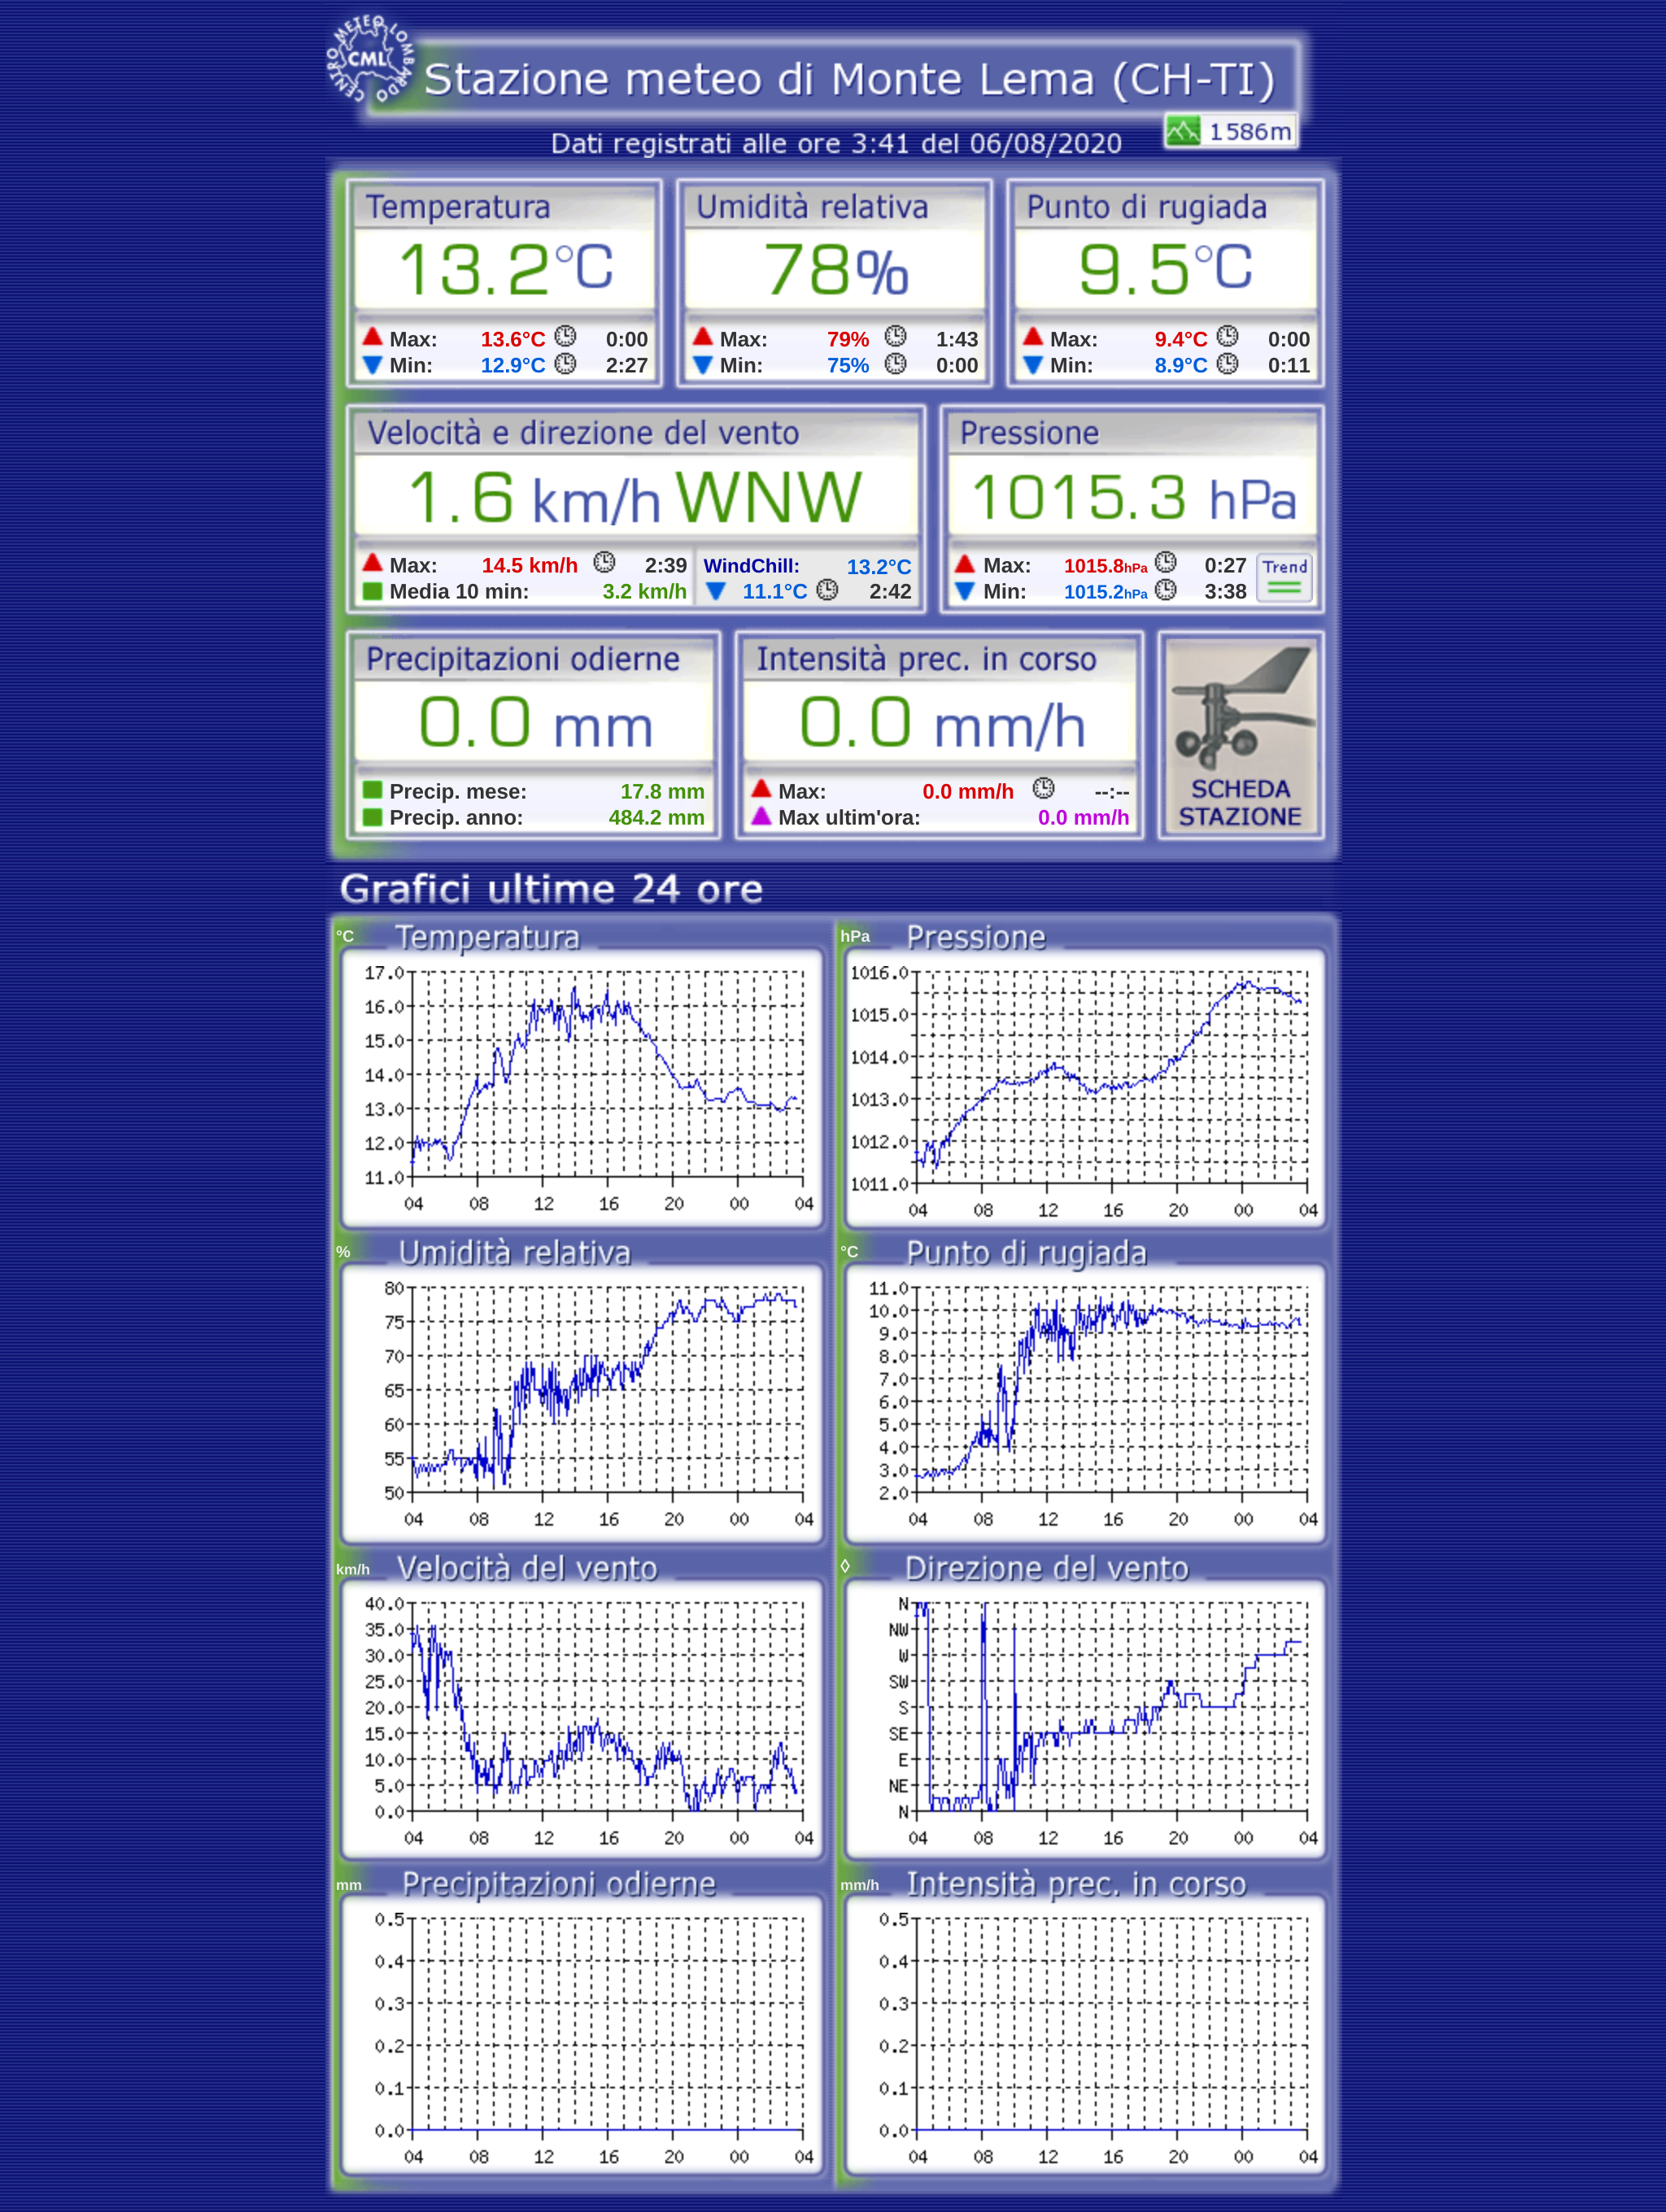 CENTRO METEO LOMBARDO
CML
Stazione meteo di Monte Lema (CH-TI)
Dati registrati alle ore 3:41 del 06/08/2020
1586m
Temperatura
13.2°C
Max: 13.6°C 0:00
Min: 12.9°C 2:27
Umidità relativa
78%
Max: 79% 1:43
Min: 75% 0:00
Punto di rugiada
9.5°C
Max: 9.4°C 0:00
Min: 8.9°C 0:11
Velocità e direzione del vento
1.6 km/h WNW
Max: 14.5 km/h 2:39
Media 10 min: 3.2 km/h
WindChill: 13.2°C
11.1°C 2:42
Pressione
1015.3 hPa
Max: 1015.8hPa 0:27
Min: 1015.2hPa 3:38
Trend
Precipitazioni odierne
0.0 mm
Precip. mese: 17.8 mm
Precip. anno: 484.2 mm
Intensità prec. in corso
0.0 mm/h
Max: 0.0 mm/h --:--
Max ultim'ora: 0.0 mm/h
SCHEDA
STAZIONE
Grafici ultime 24 ore
°C Temperatura
17.0
16.0
15.0
14.0
13.0
12.0
11.0
04 08 12 16 20 00 04
hPa Pressione
1016.0
1015.0
1014.0
1013.0
1012.0
1011.0
04 08 12 16 20 00 04
% Umidità relativa
80
75
70
65
60
55
50
04 08 12 16 20 00 04
°C Punto di rugiada
11.0
10.0
9.0
8.0
7.0
6.0
5.0
4.0
3.0
2.0
04 08 12 16 20 00 04
km/h Velocità del vento
40.0
35.0
30.0
25.0
20.0
15.0
10.0
5.0
0.0
04 08 12 16 20 00 04
◊ Direzione del vento
N
NW
W
SW
S
SE
E
NE
N
04 08 12 16 20 00 04
mm Precipitazioni odierne
0.5
0.4
0.3
0.2
0.1
0.0
04 08 12 16 20 00 04
mm/h Intensità prec. in corso
0.5
0.4
0.3
0.2
0.1
0.0
04 08 12 16 20 00 04